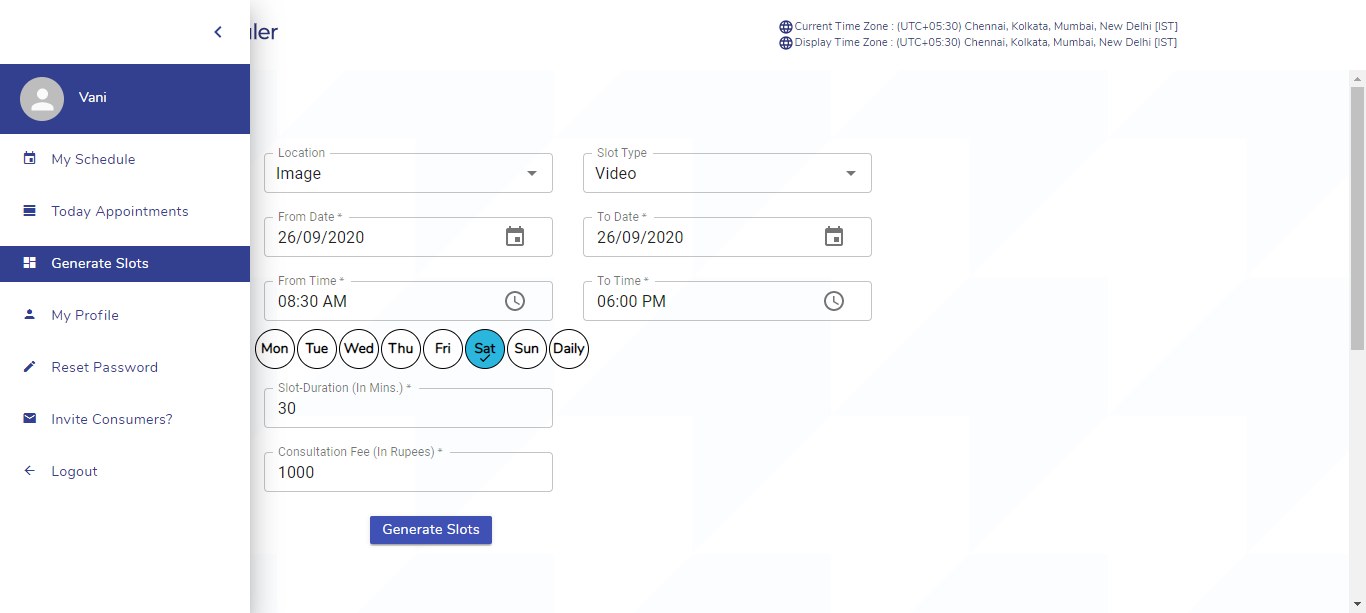 ler
Current Time Zone : (UTC+05:30) Chennai, Kolkata, Mumbai, New Delhi [IST]
Display Time Zone : (UTC+05:30) Chennai, Kolkata, Mumbai, New Delhi [IST]
Vani
My Schedule
Today Appointments
Generate Slots
My Profile
Reset Password
Invite Consumers?
Logout
Location
Image
Slot Type
Video
From Date *
26/09/2020
To Date *
26/09/2020
From Time *
08:30 AM
To Time *
06:00 PM
Mon Tue Wed Thu Fri Sat Sun Daily
Slot-Duration (In Mins.) *
30
Consultation Fee (In Rupees) *
1000
Generate Slots